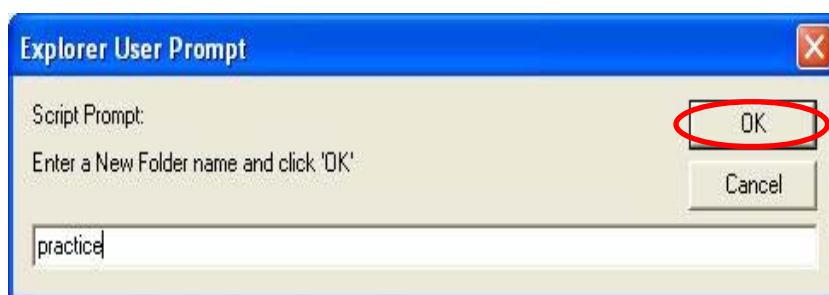 Explorer User Prompt
Script Prompt:
OK
Enter a New Folder name and click 'OK'
Cancel
practice